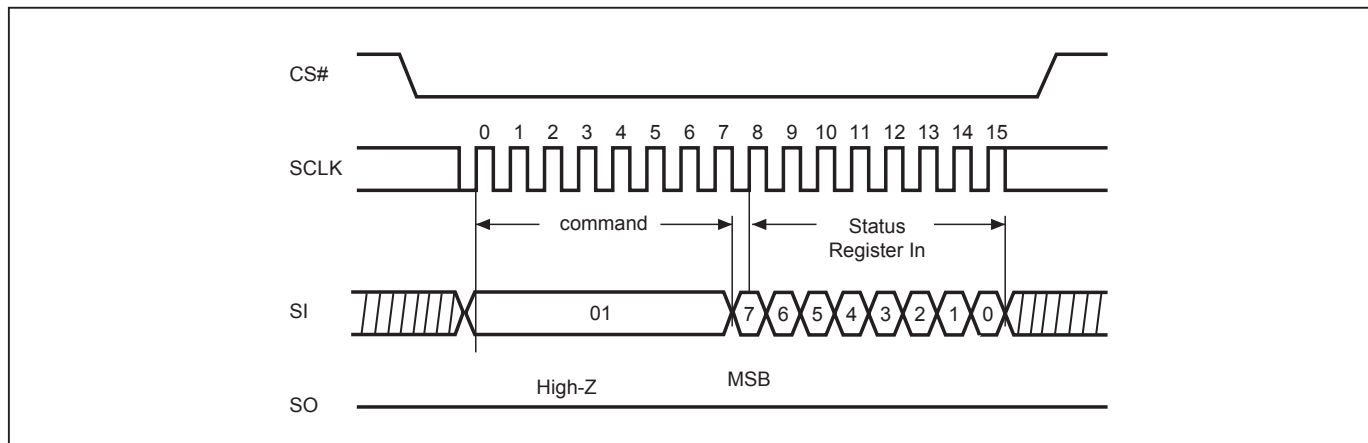 CS#
0 1 2 3 4 5 6 7 8 9 10 11 12 13 14 15
SCLK
command
Status
Register In
SI
01
7 6 5 4 3 2 1 0
High-Z
MSB
SO